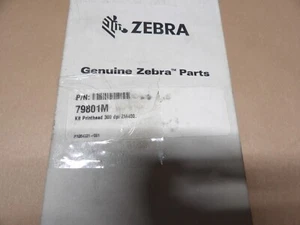 ZEBRA
Genuine Zebra™ Parts
P/N:
79801M
Kit Printhead 300 dpi ZM400,